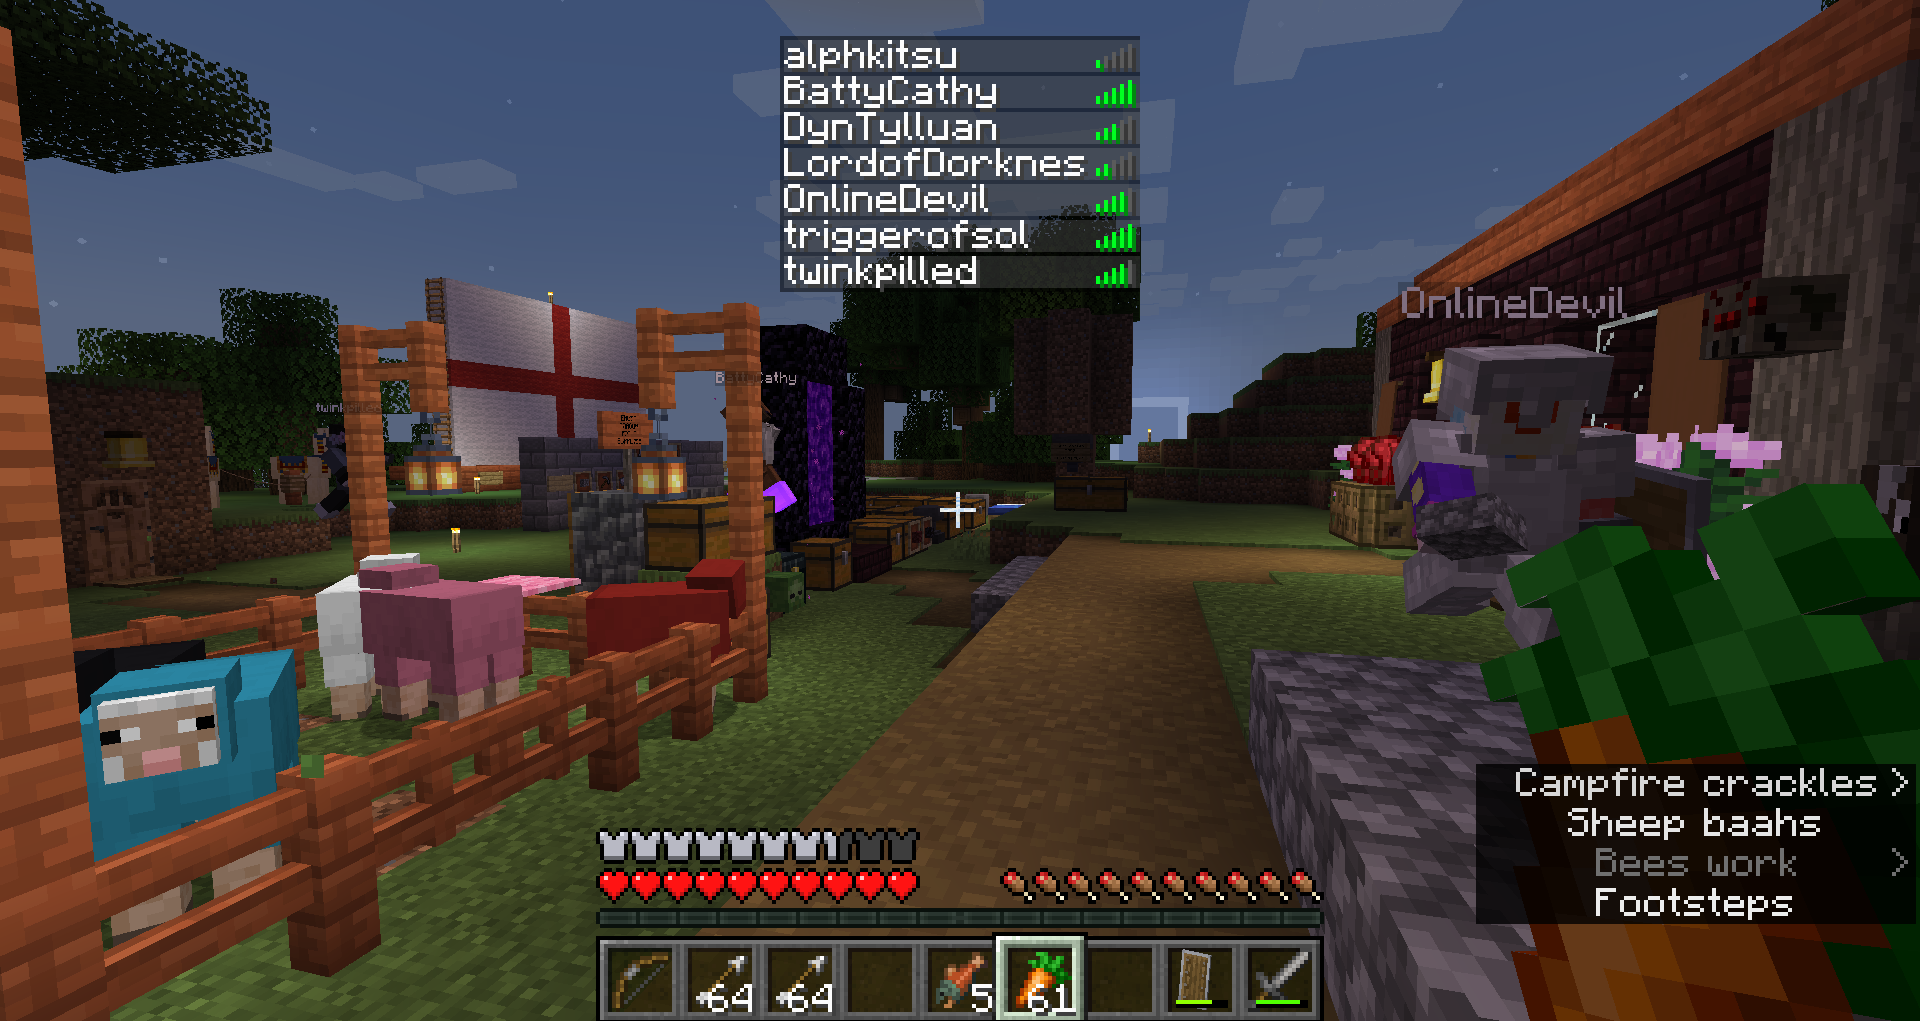 alphkitsu
BattyCathy
DynTylluan
LordofDorknes
OnlineDevil
triggerofsol
twinkpilled
OnlineDevil
BattyCathy
twinkpilled
Campfire crackles >
Sheep baahs
Bees work >
Footsteps
64
64
5
61